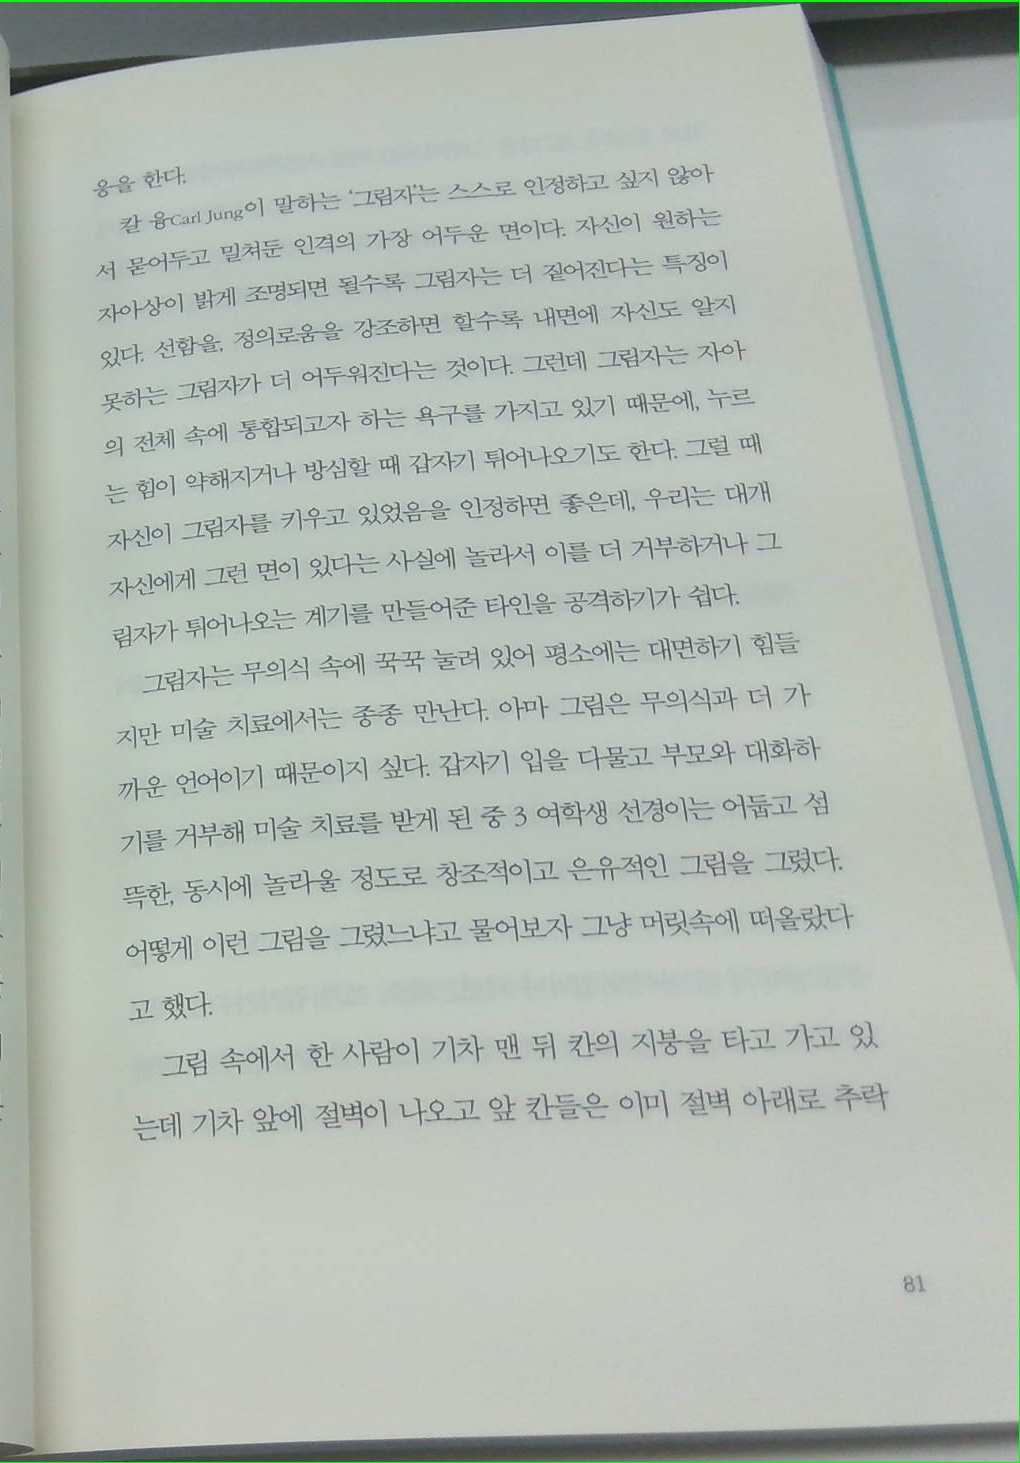 응을 한다.
칼 융Carl Jung이 말하는 '그림자'는 스스로 인정하고 싶지 않아
서 묻어두고 밀쳐둔 인격의 가장 어두운 면이다. 자신이 원하는
자아상이 밝게 조명되면 될수록 그림자는 더 짙어진다는 특징이
있다. 선함을, 정의로움을 강조하면 할수록 내면에 자신도 알지
못하는 그림자가 더 어두워진다는 것이다. 그런데 그림자는 자아
의 전체 속에 통합되고자 하는 욕구를 가지고 있기 때문에, 누르
는 힘이 약해지거나 방심할 때 갑자기 튀어나오기도 한다. 그럴 때
자신이 그림자를 키우고 있었음을 인정하면 좋은데, 우리는 대개
자신에게 그런 면이 있다는 사실에 놀라서 이를 더 거부하거나 그
림자가 튀어나오는 계기를 만들어준 타인을 공격하기가 쉽다.
그림자는 무의식 속에 꾹꾹 눌려 있어 평소에는 대면하기 힘들
지만 미술 치료에서는 종종 만난다. 아마 그림은 무의식과 더 가
까운 언어이기 때문이지 싶다. 갑자기 입을 다물고 부모와 대화하
기를 거부해 미술 치료를 받게 된 중 3 여학생 선경이는 어둡고 섬
뜩한, 동시에 놀라울 정도로 창조적이고 은유적인 그림을 그렸다.
어떻게 이런 그림을 그렸느냐고 물어보자 그냥 머릿속에 떠올랐다
고 했다.
그림 속에서 한 사람이 기차 맨 뒤 칸의 지붕을 타고 가고 있
는데 기차 앞에 절벽이 나오고 앞 칸들은 이미 절벽 아래로 추락
81